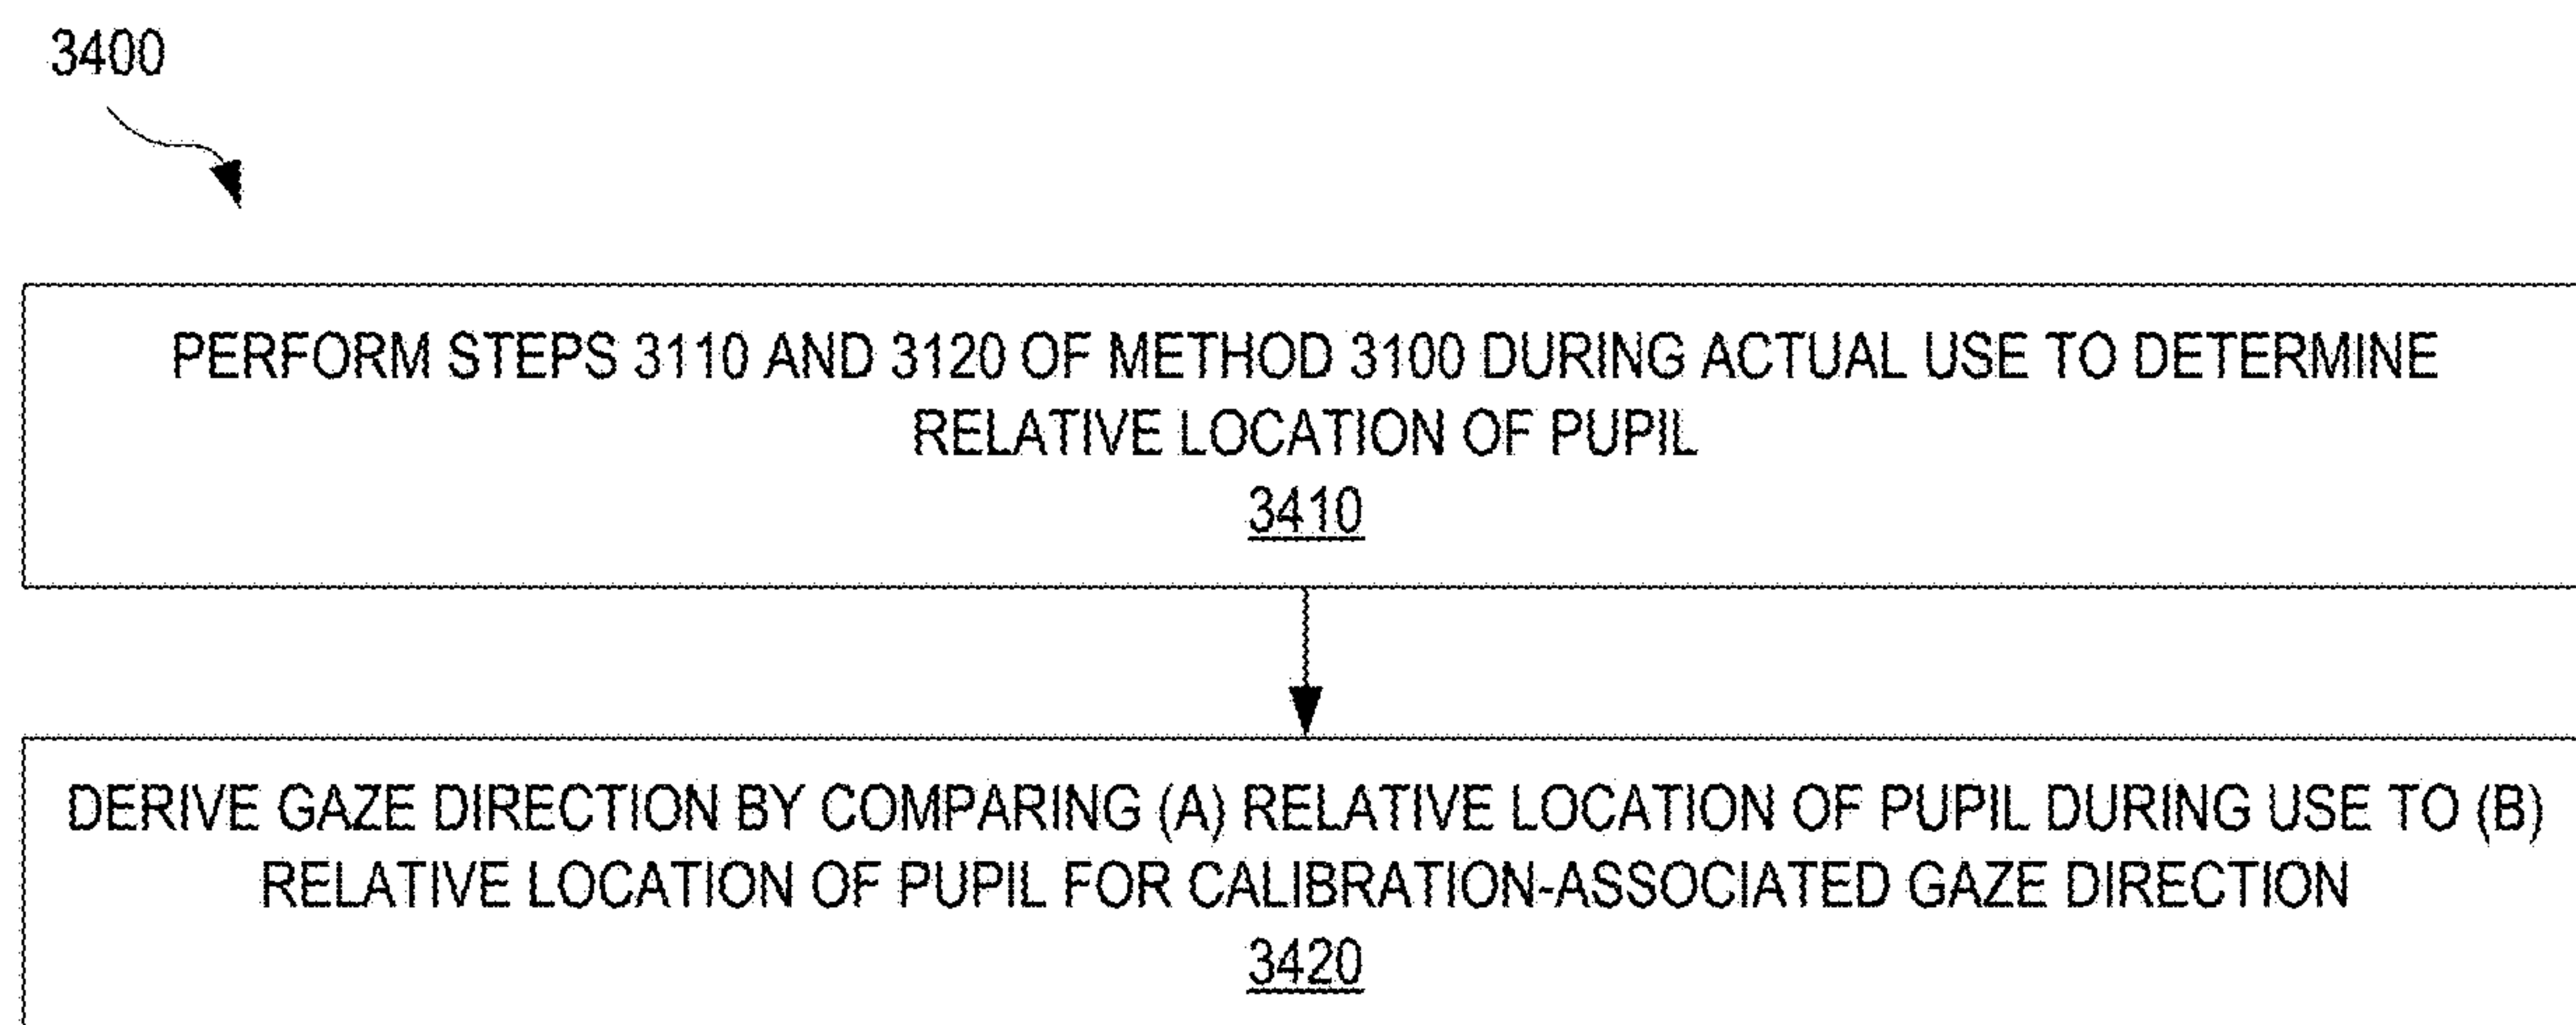 3400
PERFORM STEPS 3110 AND 3120 OF METHOD 3100 DURING ACTUAL USE TO DETERMINE
RELATIVE LOCATION OF PUPIL
3410
DERIVE GAZE DIRECTION BY COMPARING (A) RELATIVE LOCATION OF PUPIL DURING USE TO (B)
RELATIVE LOCATION OF PUPIL FOR CALIBRATION-ASSOCIATED GAZE DIRECTION
3420